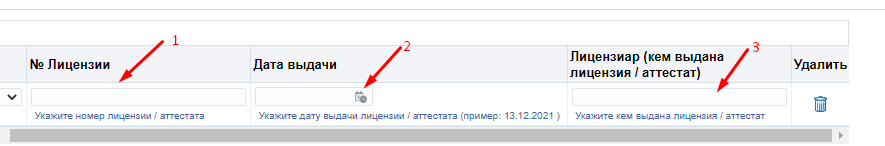 1
2
3
№ Лицензии
Дата выдачи
Лицензиар (кем выдана
лицензия / аттестат)
Удалить
Укажите номер лицензии / аттестата
Укажите дату выдачи лицензии / аттестата (пример: 13.12.2021 )
Укажите кем выдана лицензия / аттестат